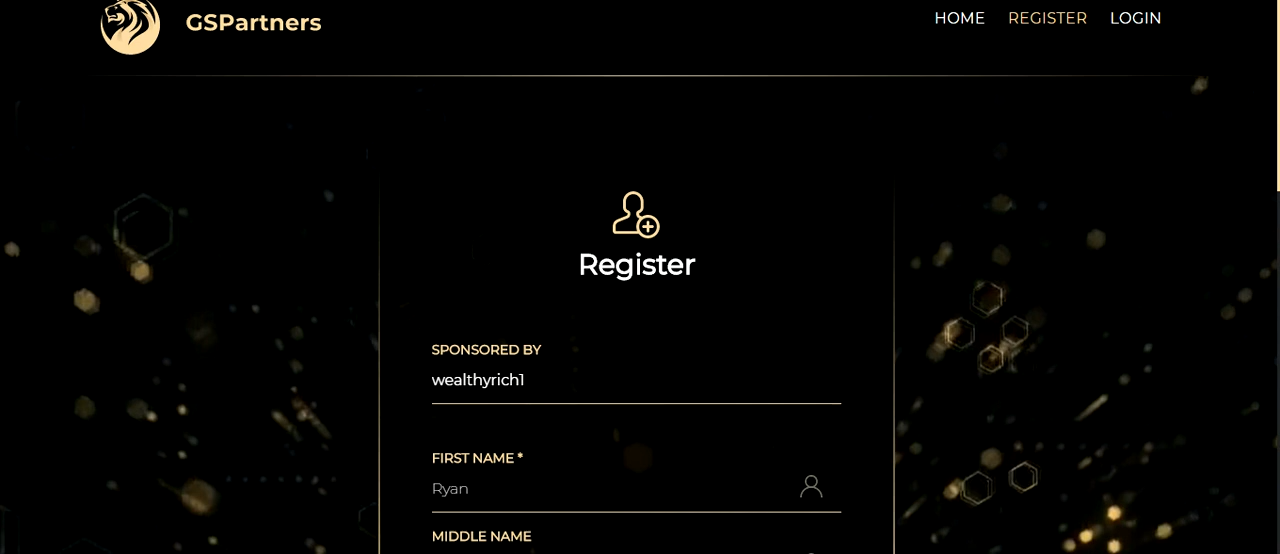 GSPartners
HOME REGISTER LOGIN
Register
SPONSORED BY
wealthyrich1
FIRST NAME *
Ryan
MIDDLE NAME